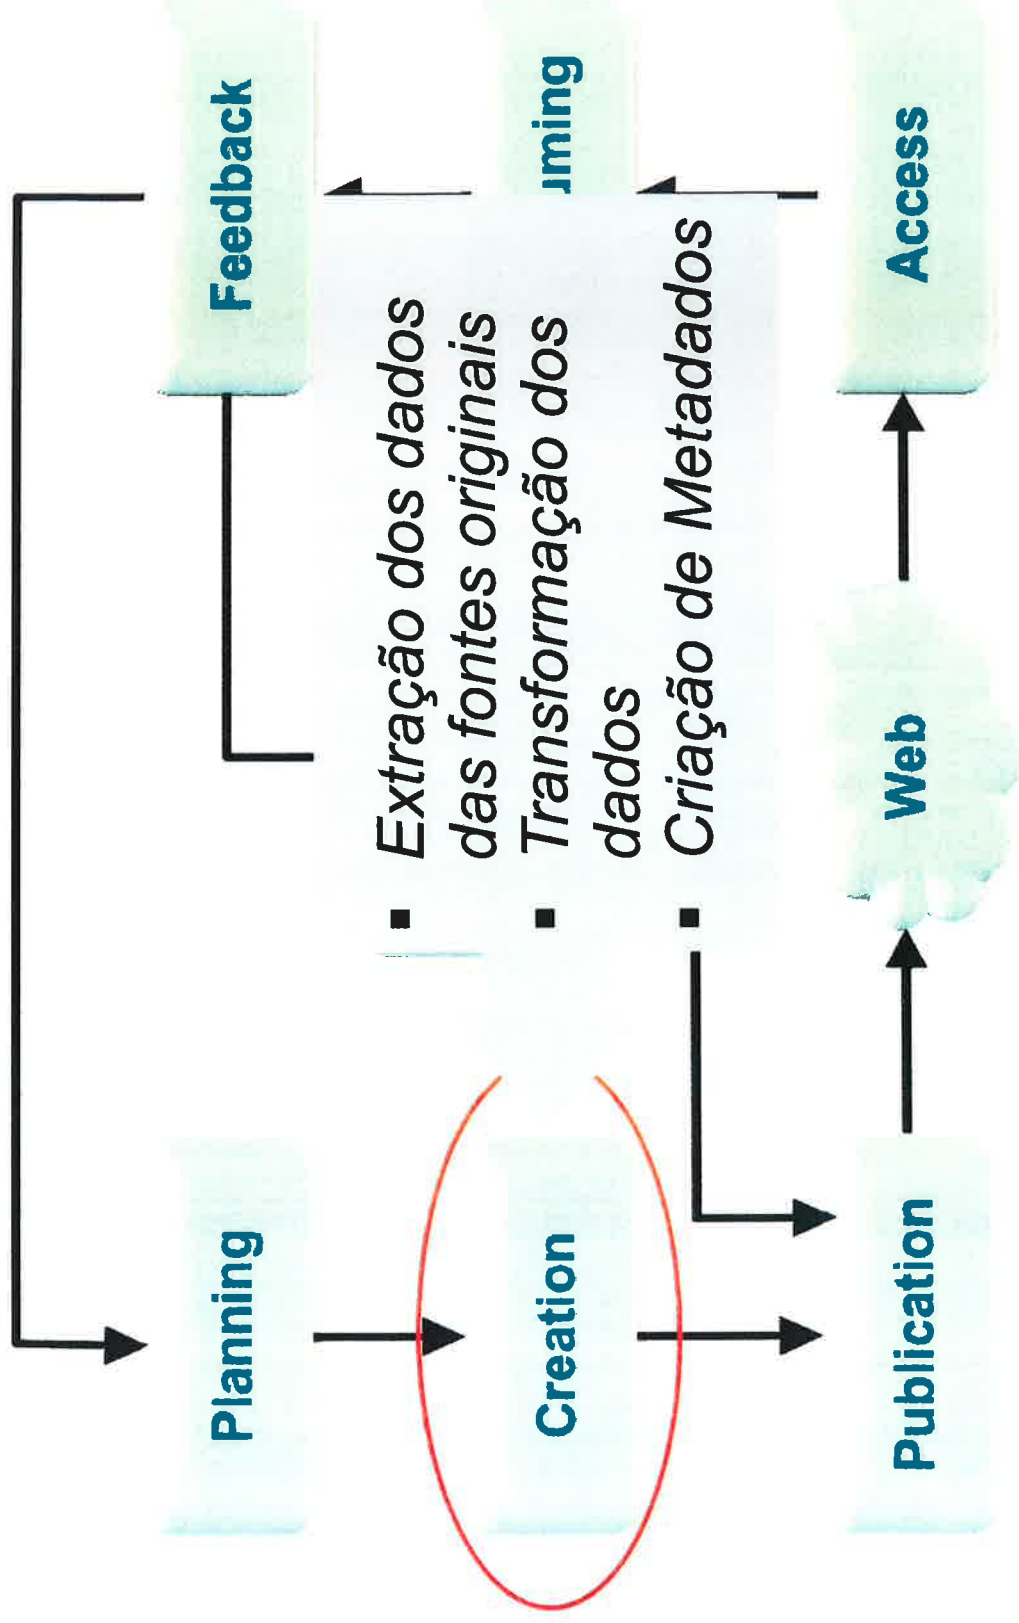 Planning
Feedback
▪ Extração dos dados
das fontes originais
▪ Transformação dos
dados
▪ Criação de Metadados
Creation
uming
Publication
Web
Access